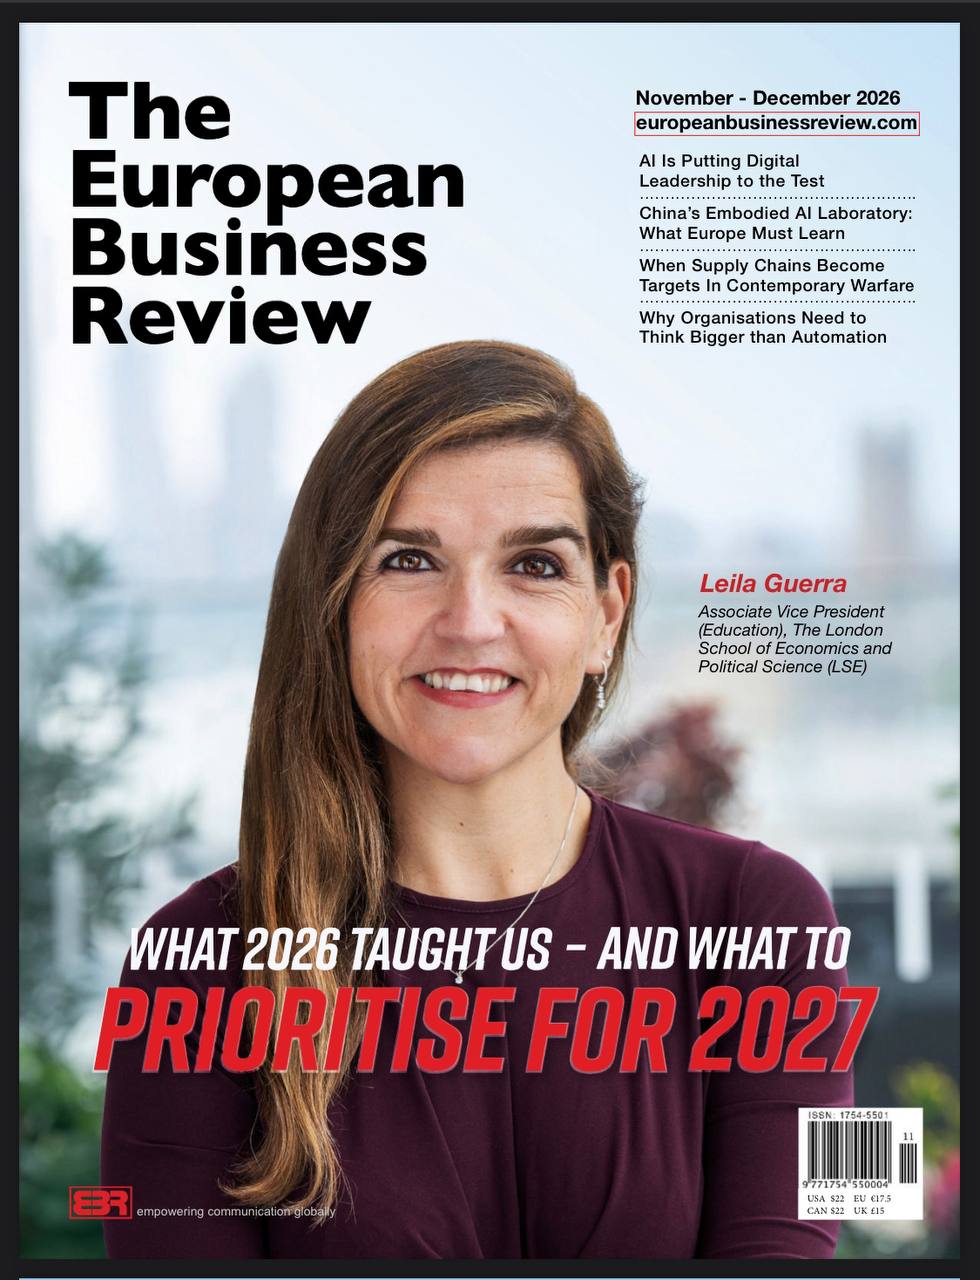 The
European
Business
Review
November - December 2026
europeanbusinessreview.com
AI Is Putting Digital
Leadership to the Test
China's Embodied AI Laboratory:
What Europe Must Learn
When Supply Chains Become
Targets In Contemporary Warfare
Why Organisations Need to
Think Bigger than Automation
Leila Guerra
Associate Vice President
(Education), The London
School of Economics and
Political Science (LSE)
WHAT 2026 TAUGHT US – AND WHAT TO
PRIORITISE FOR 2027
ISSN: 1754-5501
11
9 771754 550004
USA $22 EU €17.5
CAN $22 UK £15
EBR empowering communication globally